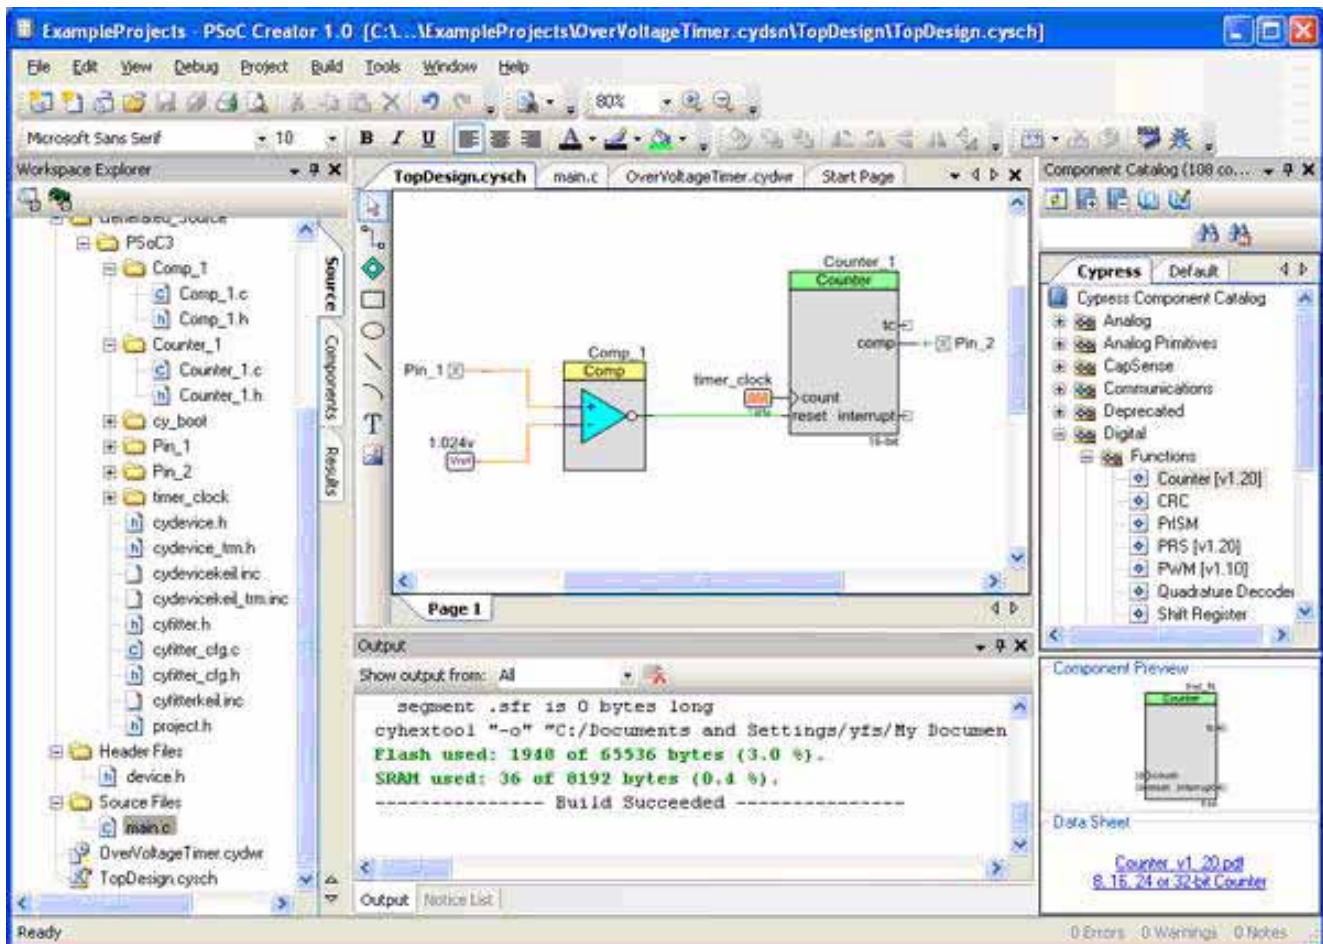 ExampleProjects - PSoC Creator 1.0 [C:\...\ExampleProjects\OverVoltageTimer.cydsn\TopDesign\TopDesign.cysch]
File Edit View Debug Project Build Tools Window Help
80%
Microsoft Sans Serif 10 B I U A
Workspace Explorer
Generated_Source
PSoC3
Comp_1
Comp_1.c
Comp_1.h
Counter_1
Counter_1.c
Counter_1.h
cy_boot
Pin_1
Pin_2
timer_clock
cydevice.h
cydevice_trm.h
cydevicekeil.inc
cydevicekeil_trm.inc
cyfitter.h
cyfitter_cfg.c
cyfitter_cfg.h
cyfitterkeil.inc
project.h
Header Files
device.h
Source Files
main.c
OverVoltageTimer.cydwr
TopDesign.cysch
Source
Components
Results
TopDesign.cysch main.c OverVoltageTimer.cydwr Start Page
T
Counter_1
Counter
tc
comp
Pin_2
Comp_1
Comp
Pin_1
timer_clock
count
reset interrupt
16-bit
1.024v
Vref
Page 1
Output
Show output from: All
segment .sfr is 0 bytes long
cyhextool "-o" "C:/Documents and Settings/yfs/My Documen
Flash used: 1940 of 65536 bytes (3.0 %).
SRAM used: 36 of 8192 bytes (0.4 %).
--------------- Build Succeeded ---------------
Output Notice List
Component Catalog (108 co...
Cypress Default
Cypress Component Catalog
Analog
Analog Primitives
CapSense
Communications
Deprecated
Digital
Functions
Counter [v1.20]
CRC
PrISM
PRS [v1.20]
PWM [v1.10]
Quadrature Decoder
Shift Register
Component Preview
Counter
Data Sheet
Counter_v1_20.pdf
8, 16, 24 or 32-bit Counter
Ready
0 Errors 0 Warnings 0 Notes